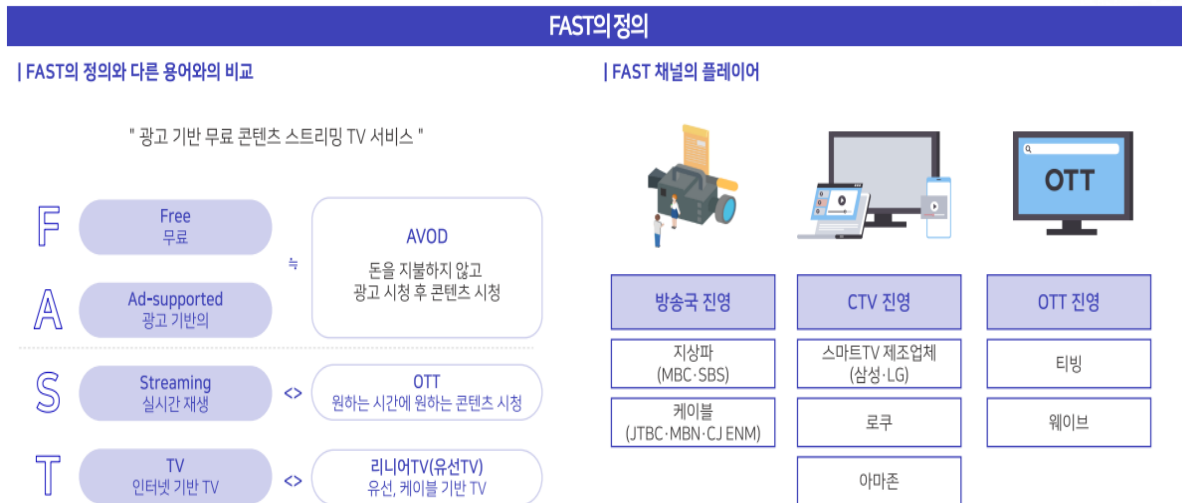 FAST의 정의
| FAST의 정의와 다른 용어와의 비교
" 광고 기반 무료 콘텐츠 스트리밍 TV 서비스 "
F
Free
무료
A
Ad-supported
광고 기반의
≒
AVOD
돈을 지불하지 않고
광고 시청 후 콘텐츠 시청
S
Streaming
실시간 재생
<>
OTT
원하는 시간에 원하는 콘텐츠 시청
T
TV
인터넷 기반 TV
<>
리니어TV(유선TV)
유선, 케이블 기반 TV
| FAST 채널의 플레이어
OTT
방송국 진영
지상파
(MBC·SBS)
케이블
(JTBC·MBN·CJ ENM)
CTV 진영
스마트TV 제조업체
(삼성·LG)
로쿠
아마존
OTT 진영
티빙
웨이브